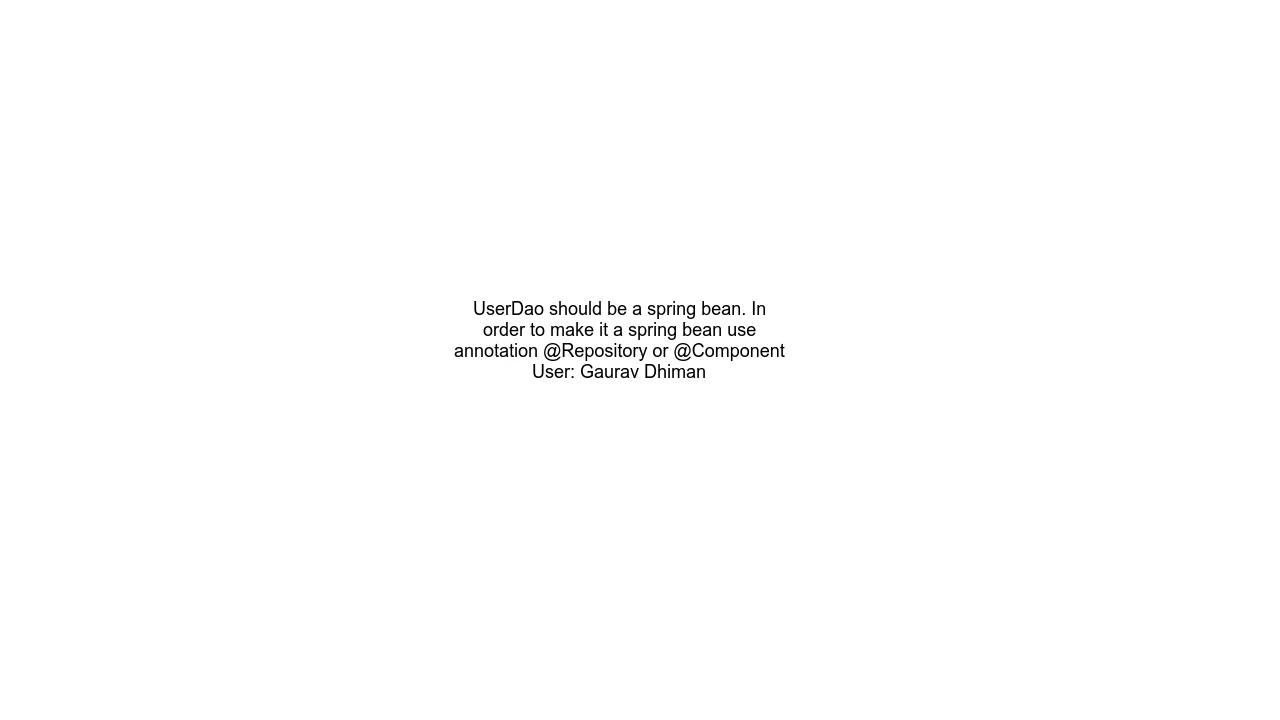 UserDao should be a spring bean. In
order to make it a spring bean use
annotation @Repository or @Component
User: Gaurav Dhiman